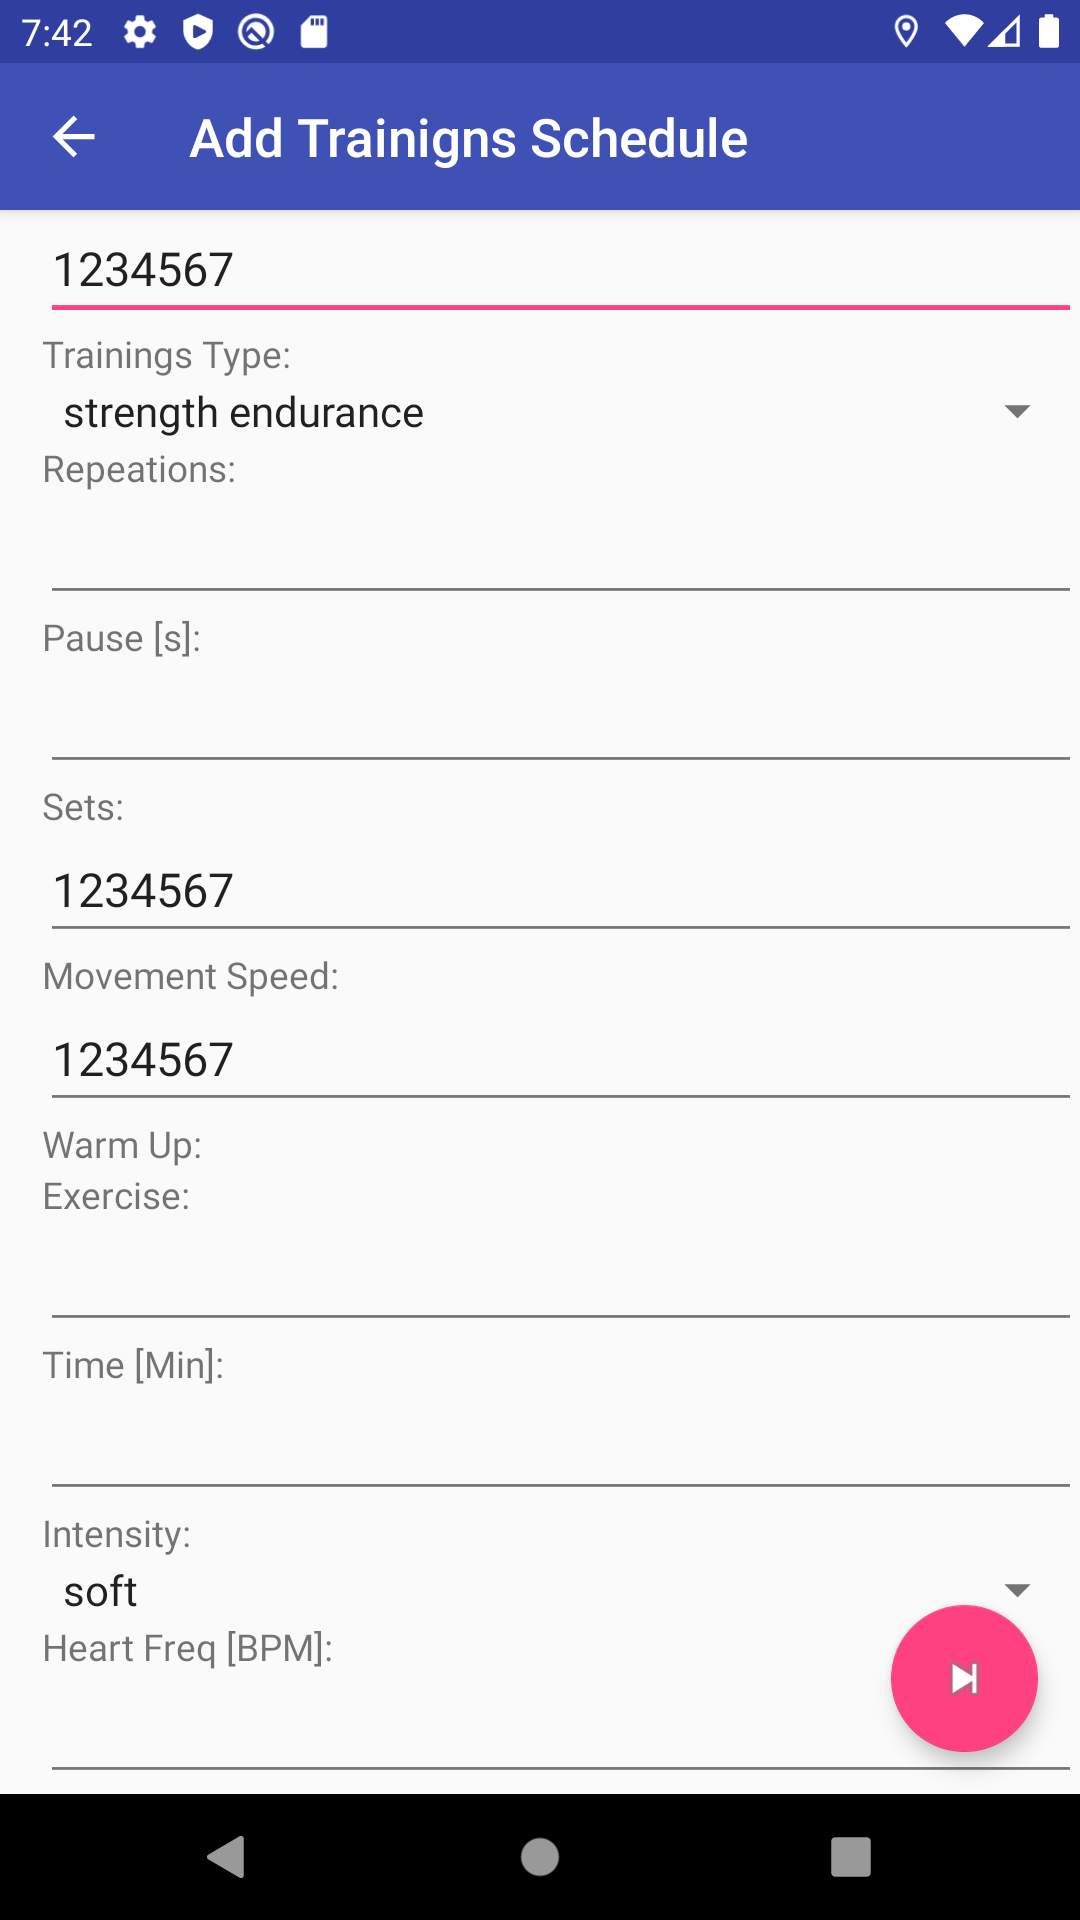 7:42
Add Trainigns Schedule
1234567
Trainings Type:
strength endurance
Repeations:
Pause [s]:
Sets:
1234567
Movement Speed:
1234567
Warm Up:
Exercise:
Time [Min]:
Intensity:
soft
Heart Freq [BPM]: